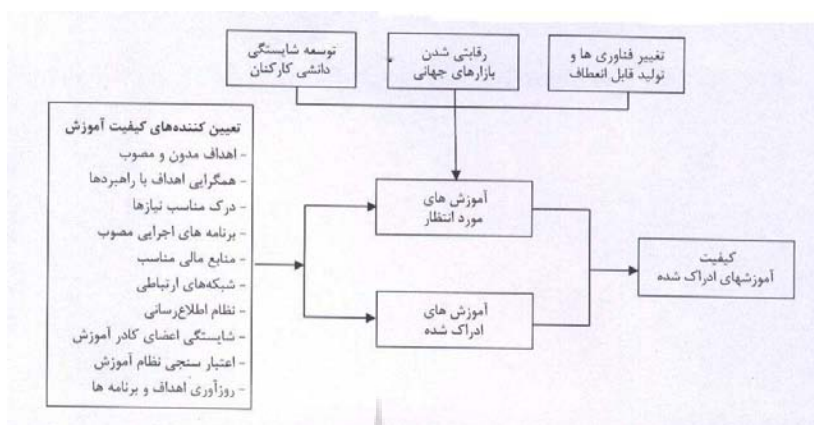 تغییر فناوری ها و
تولید قابل انعطاف
رقابتی شدن
بازارهای جهانی
توسعه شایستگی
دانشی کارکنان
تعیین کننده‌های کیفیت آموزش
- اهداف مدون و مصوب
- همگرایی اهداف با راهبردها
- درک مناسب نیازها
- برنامه های اجرایی مصوب
- منابع مالی مناسب
- شبکه‌های ارتباطی
- نظام اطلاع‌رسانی
- شایستگی اعضای کادر آموزش
- اعتبار سنجی نظام آموزش
- روزآوری اهداف و برنامه ها
آموزش های
مورد انتظار
آموزش های
ادراک شده
کیفیت
آموزشهای ادراک شده